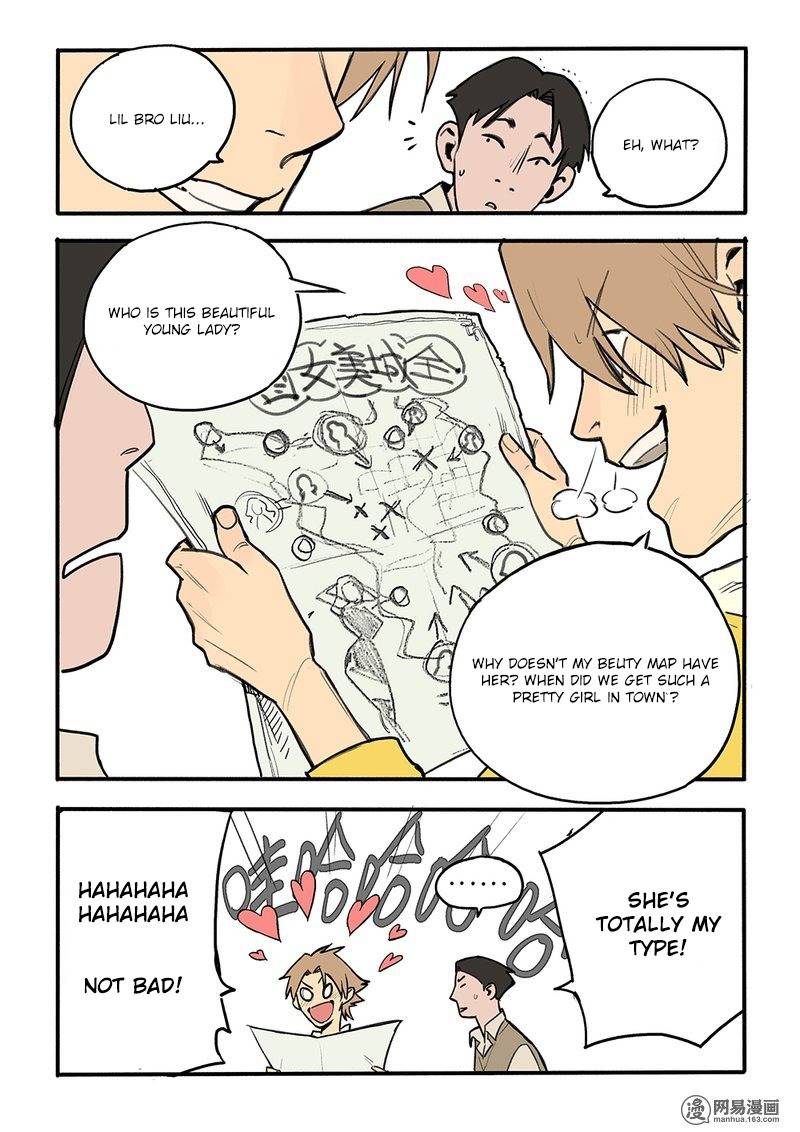 LIL BRO LIU...
EH, WHAT?
WHO IS THIS BEAUTIFUL
YOUNG LADY?
全城美女图
WHY DOESN'T MY BEUTY MAP HAVE
HER? WHEN DID WE GET SUCH A
PRETTY GIRL IN TOWN?
HAHAHAHA
HAHAHAHA
NOT BAD!
哇哈哈哈哈
......
SHE'S
TOTALLY MY
TYPE!
漫 网易漫画
manhua.163.com